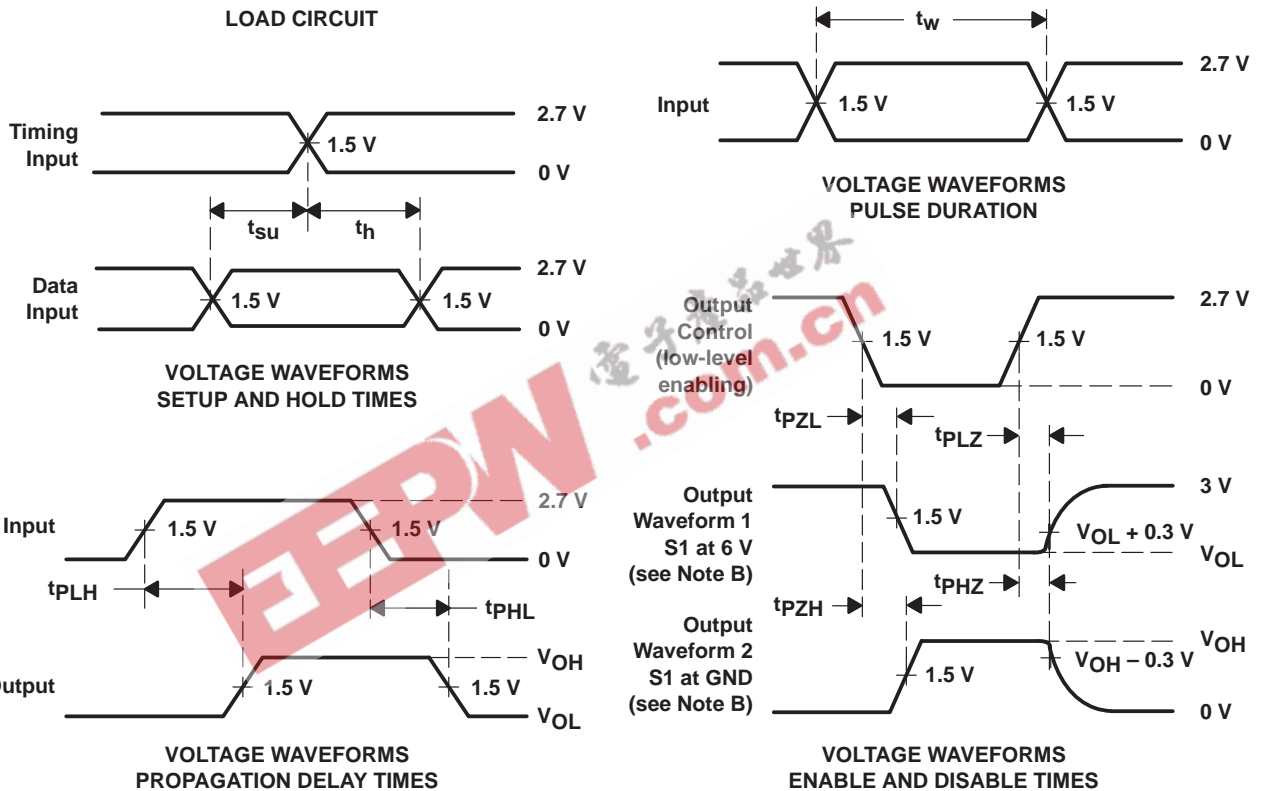 LOAD CIRCUIT
Timing
Input
2.7 V
1.5 V
0 V
tsu
th
Data
Input
2.7 V
1.5 V
1.5 V
0 V
VOLTAGE WAVEFORMS
SETUP AND HOLD TIMES
tw
Input
2.7 V
1.5 V
1.5 V
0 V
VOLTAGE WAVEFORMS
PULSE DURATION
Input
2.7 V
1.5 V
1.5 V
0 V
tPLH
tPHL
Output
VOH
1.5 V
1.5 V
VOL
VOLTAGE WAVEFORMS
PROPAGATION DELAY TIMES
Output
Control
(low-level
enabling)
2.7 V
1.5 V
1.5 V
0 V
tPZL
tPLZ
Output
Waveform 1
S1 at 6 V
(see Note B)
3 V
1.5 V
VOL + 0.3 V
VOL
tPHZ
tPZH
Output
Waveform 2
S1 at GND
(see Note B)
VOH
1.5 V
VOH – 0.3 V
0 V
VOLTAGE WAVEFORMS
ENABLE AND DISABLE TIMES
EEPW
.com.cn